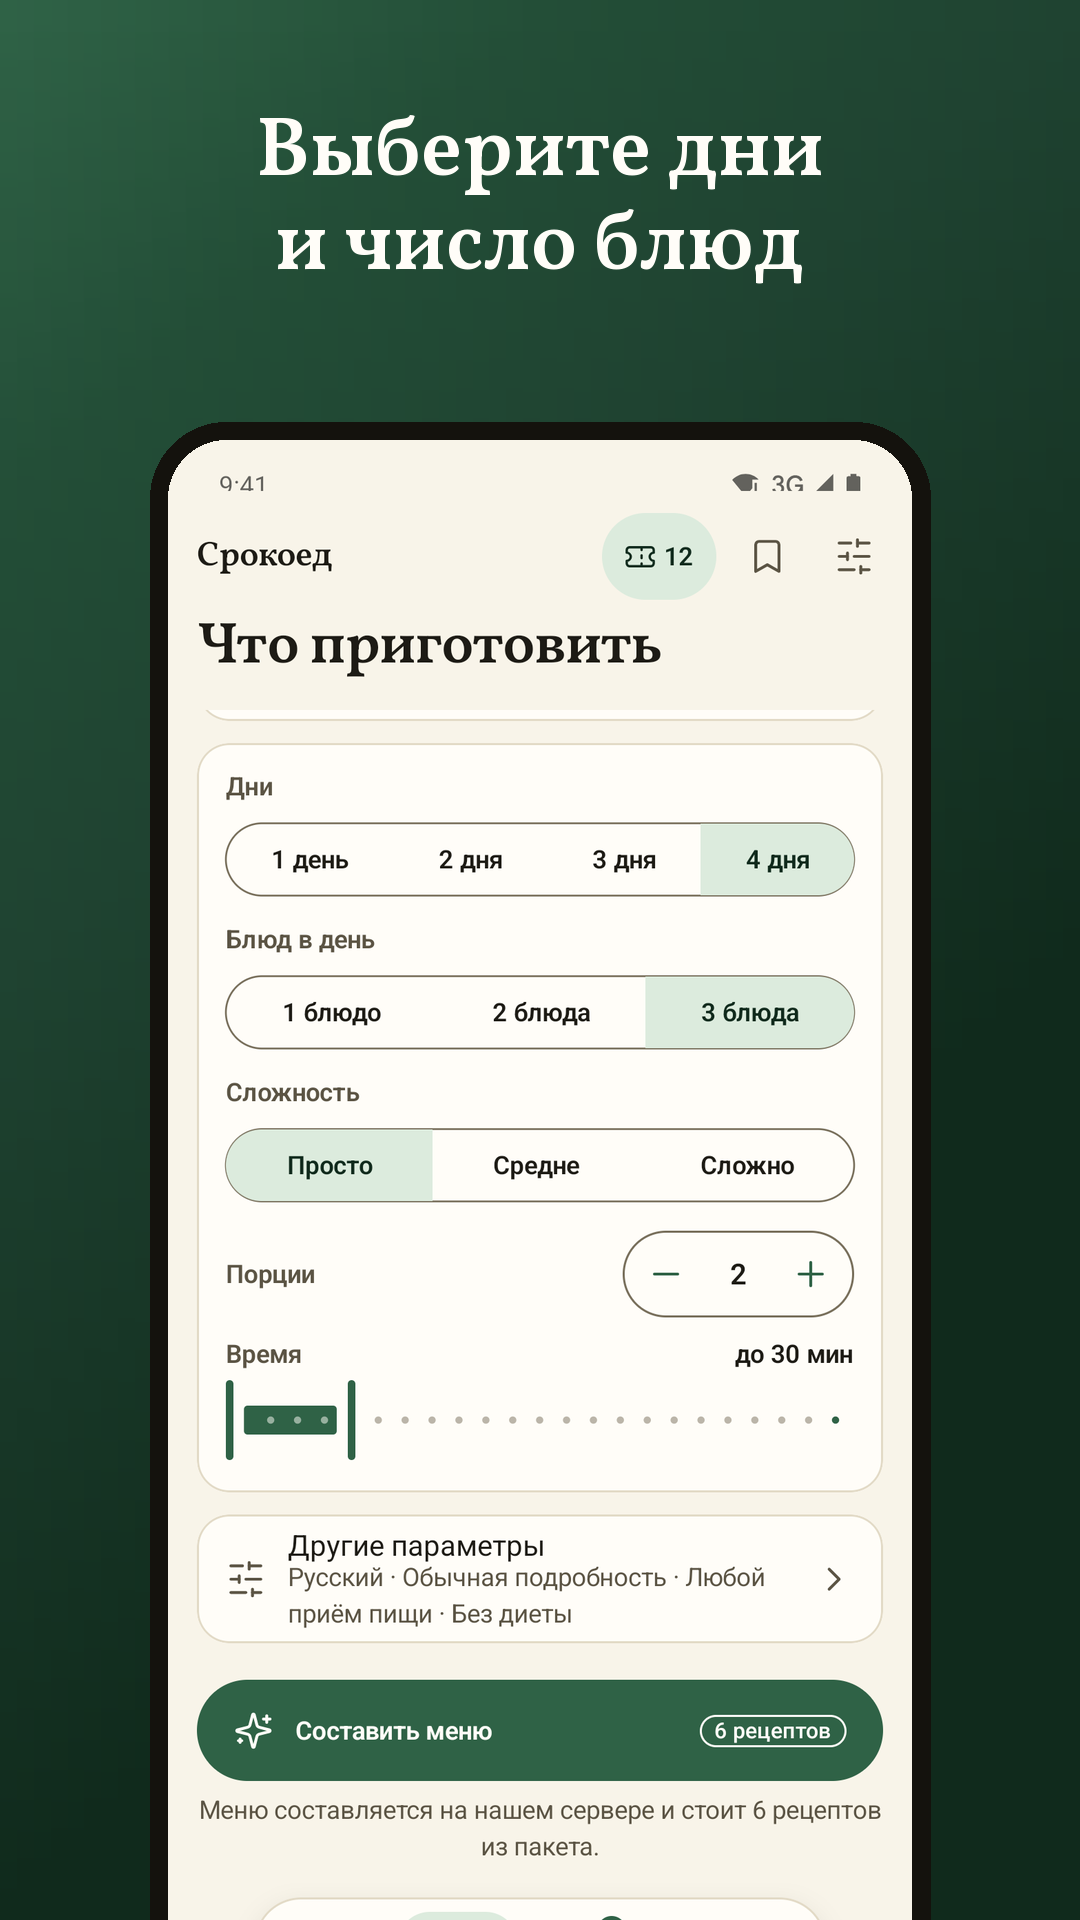 Выберите дни
и число блюд
9:41
3G
Срокоед
12
Что приготовить
Дни
1 день 2 дня 3 дня 4 дня
Блюд в день
1 блюдо 2 блюда 3 блюда
Сложность
Просто Средне Сложно
Порции 2
Время до 30 мин
Другие параметры
Русский · Обычная подробность · Любой
приём пищи · Без диеты
Составить меню 6 рецептов
Меню составляется на нашем сервере и стоит 6 рецептов
из пакета.